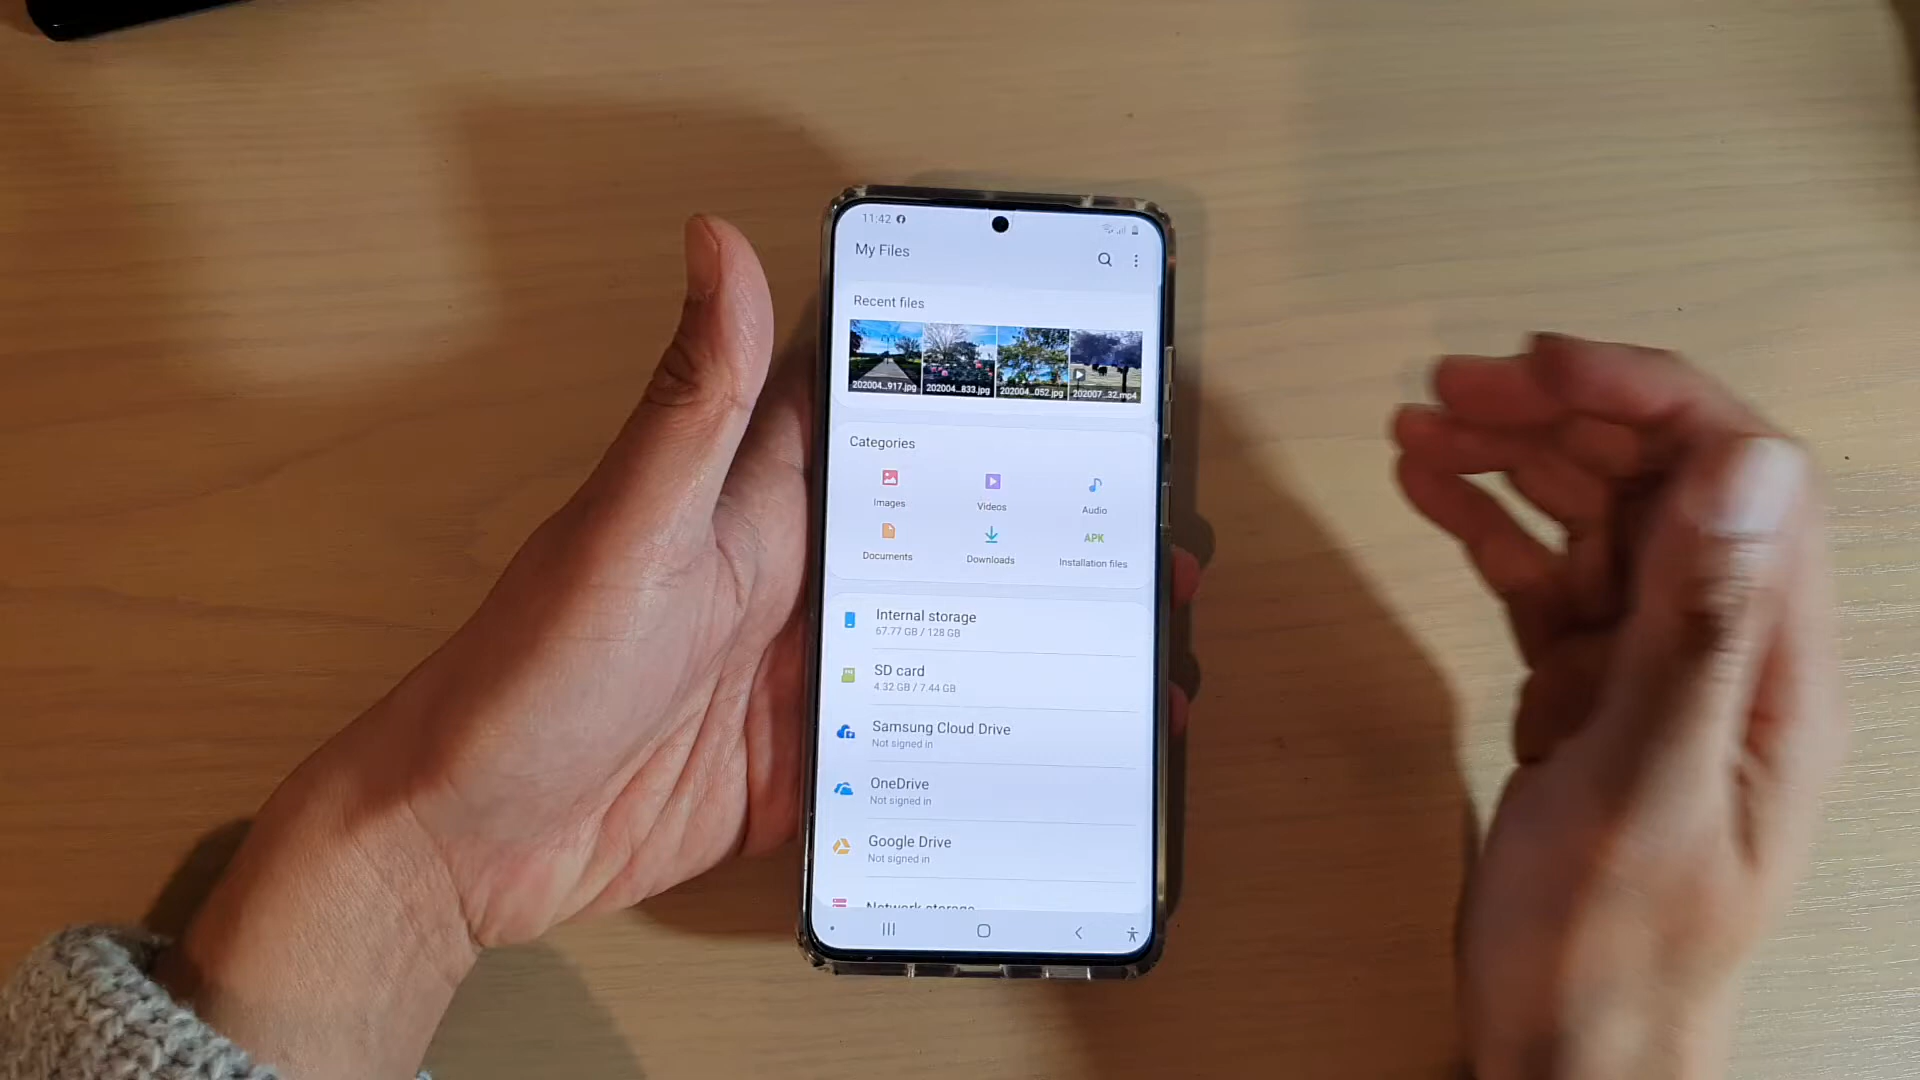 11:42
My Files
Recent files
202004...917.jpg 202004...833.jpg 202004...052.jpg 202007...32.mp4
Categories
Images Videos Audio
APK
Documents Downloads Installation files
Internal storage
67.77 GB / 128 GB
SD card
4.32 GB / 7.44 GB
Samsung Cloud Drive
Not signed in
OneDrive
Not signed in
Google Drive
Not signed in
Network storage